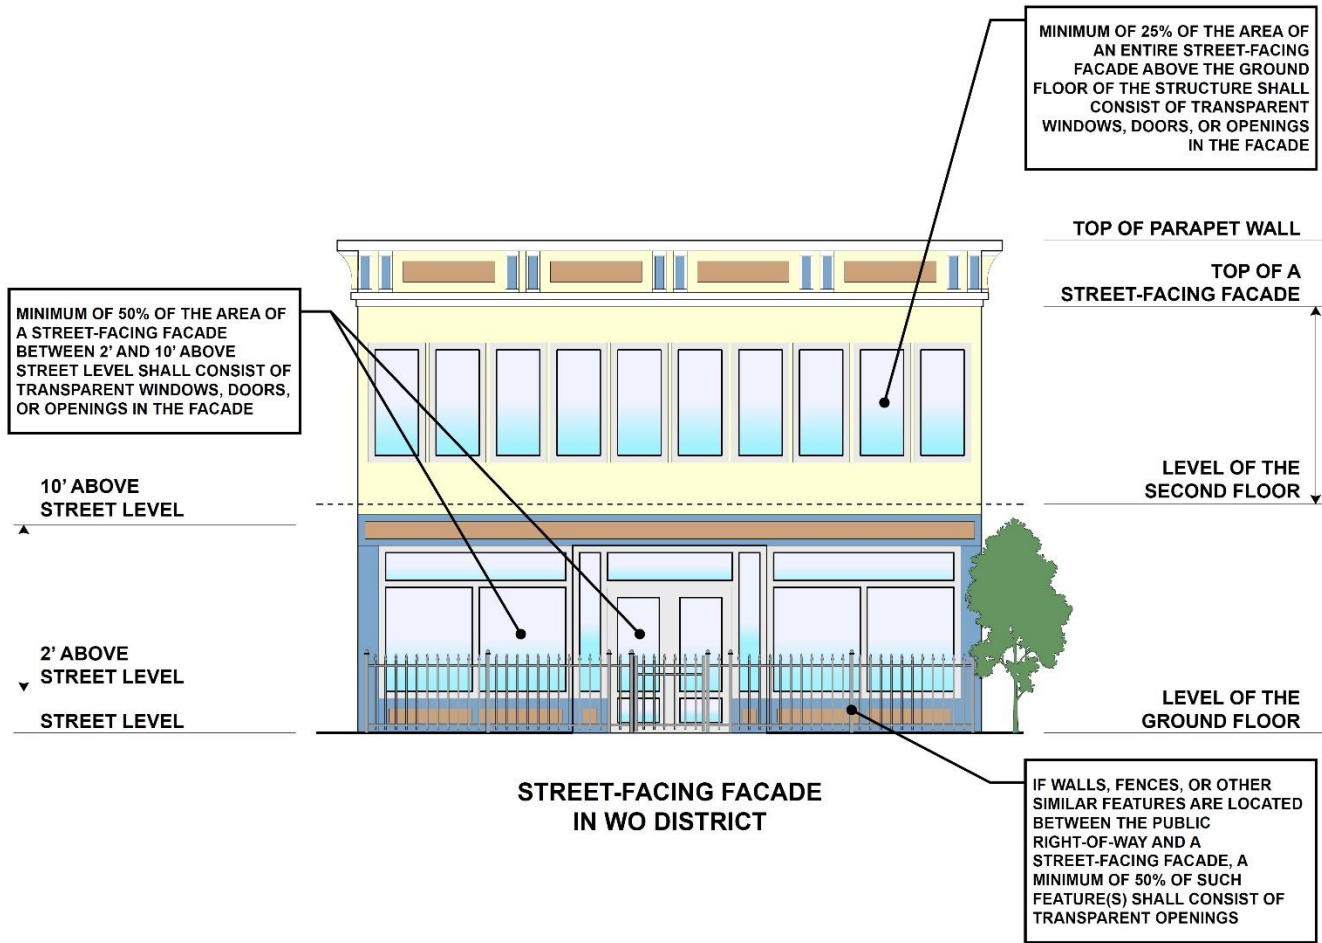 MINIMUM OF 25% OF THE AREA OF
AN ENTIRE STREET-FACING
FACADE ABOVE THE GROUND
FLOOR OF THE STRUCTURE SHALL
CONSIST OF TRANSPARENT
WINDOWS, DOORS, OR OPENINGS
IN THE FACADE
TOP OF PARAPET WALL
TOP OF A
STREET-FACING FACADE
MINIMUM OF 50% OF THE AREA OF
A STREET-FACING FACADE
BETWEEN 2' AND 10' ABOVE
STREET LEVEL SHALL CONSIST OF
TRANSPARENT WINDOWS, DOORS,
OR OPENINGS IN THE FACADE
LEVEL OF THE
SECOND FLOOR
10' ABOVE
STREET LEVEL
2' ABOVE
STREET LEVEL
STREET LEVEL
LEVEL OF THE
GROUND FLOOR
STREET-FACING FACADE
IN WO DISTRICT
IF WALLS, FENCES, OR OTHER
SIMILAR FEATURES ARE LOCATED
BETWEEN THE PUBLIC
RIGHT-OF-WAY AND A
STREET-FACING FACADE, A
MINIMUM OF 50% OF SUCH
FEATURE(S) SHALL CONSIST OF
TRANSPARENT OPENINGS